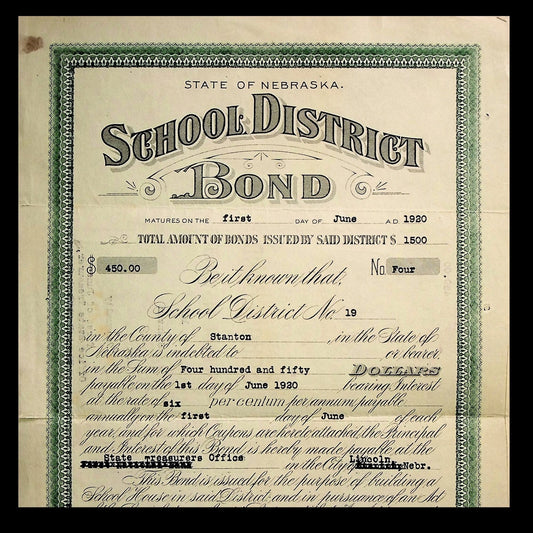 STATE OF NEBRASKA.
SCHOOL DISTRICT
BOND
MATURES ON THE first DAY OF June A.D. 1920
TOTAL AMOUNT OF BONDS ISSUED BY SAID DISTRICT $ 1500
$ 450.00 No. Four
Be it known that,
School District No 19
in the County of Stanton, in the State of
Nebraska is indebted to or bearer
in the Sum of Four hundred and fifty DOLLARS
payable on the 1st day of June 1920 bearing Interest
at the rate of six per centum per annum, payable
annually on the first day of June of each
year, and for which Coupons are hereto attached, the Principal
and Interest of this Bond is hereby made payable at the
State treasurers Office in the City of Lincoln, Nebr.
This Bond is issued for the purpose of building a
School House in said District and in pursuance of an Act